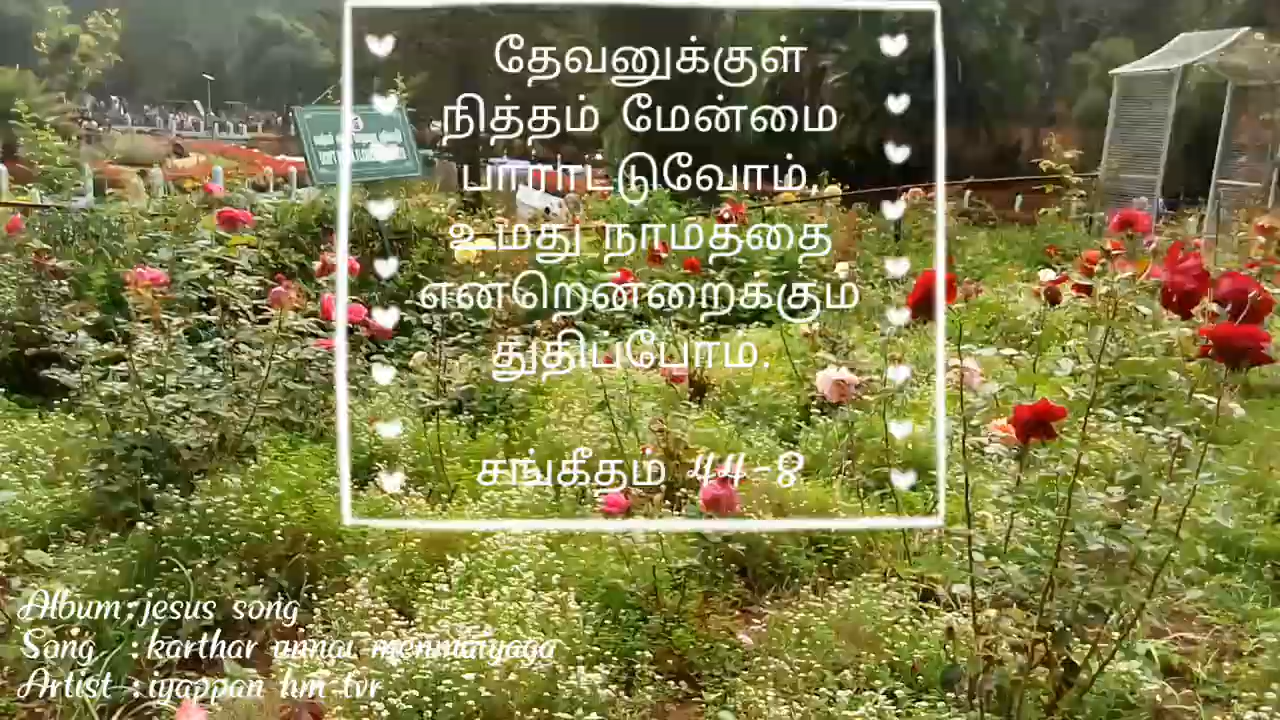 தேவனுக்குள்
நித்தம் மேன்மை
பாராட்டுவோம்,
உமது நாமத்தை
என்றென்றைக்கும்
துதிப்போம்.
சங்கீதம் 44-8
Album;jesus song
Song :karthar unnai menmaiyaga
Artist :iyappan hm tvr